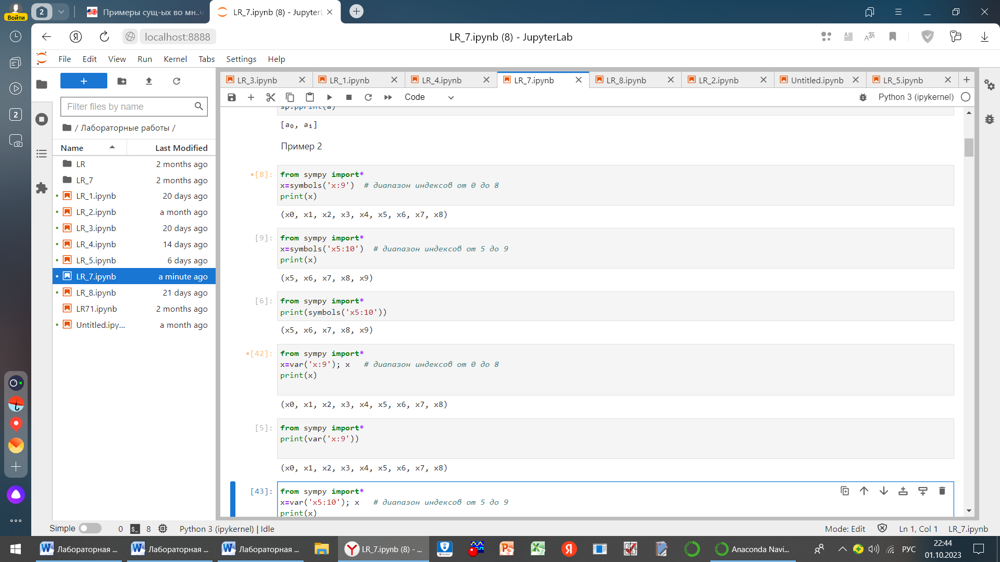 2
Примеры сущ-ых во мн..ч
LR_7.ipynb (8) - JupyterL
Войти
localhost:8888
LR_7.ipynb (8) - JupyterLab
File Edit View Run Kernel Tabs Settings Help
+
LR_3.ipynb LR_1.ipynb LR_4.ipynb LR_7.ipynb LR_8.ipynb LR_2.ipynb Untitled.ipynb LR_5.ipynb
Code
Python 3 (ipykernel)
Filter files by name
/ Лабораторные работы /
Name Last Modified
LR 2 months ago
LR_7 2 months ago
LR_1.ipynb 20 days ago
LR_2.ipynb a month ago
LR_3.ipynb 20 days ago
LR_4.ipynb 14 days ago
LR_5.ipynb 6 days ago
LR_7.ipynb a minute ago
LR_8.ipynb 21 days ago
LR71.ipynb 2 months ago
Untitled.ipy... a month ago
2
sp.pprint(a)
[a₀, a₁]
Пример 2
•[8]:
from sympy import*
x=symbols('x:9')  # диапазон индексов от 0 до 8
print(x)
(x0, x1, x2, x3, x4, x5, x6, x7, x8)
[9]:
from sympy import*
x=symbols('x5:10')  # диапазон индексов от 5 до 9
print(x)
(x5, x6, x7, x8, x9)
[6]:
from sympy import*
print(symbols('x5:10'))
(x5, x6, x7, x8, x9)
•[42]:
from sympy import*
x=var('x:9'); x   # диапазон индексов от 0 до 8
print(x)
(x0, x1, x2, x3, x4, x5, x6, x7, x8)
[5]:
from sympy import*
print(var('x:9'))
(x0, x1, x2, x3, x4, x5, x6, x7, x8)
[43]:
from sympy import*
x=var('x5:10'); x   # диапазон индексов от 5 до 9
print(x)
Simple 0 8 Python 3 (ipykernel) | Idle
Mode: Edit Ln 1, Col 1 LR_7.ipynb
Лабораторная ...
Лабораторная ...
Лабораторная ...
LR_7.ipynb (8) - ...
Anaconda Navi...
РУС
22:44
01.10.2023